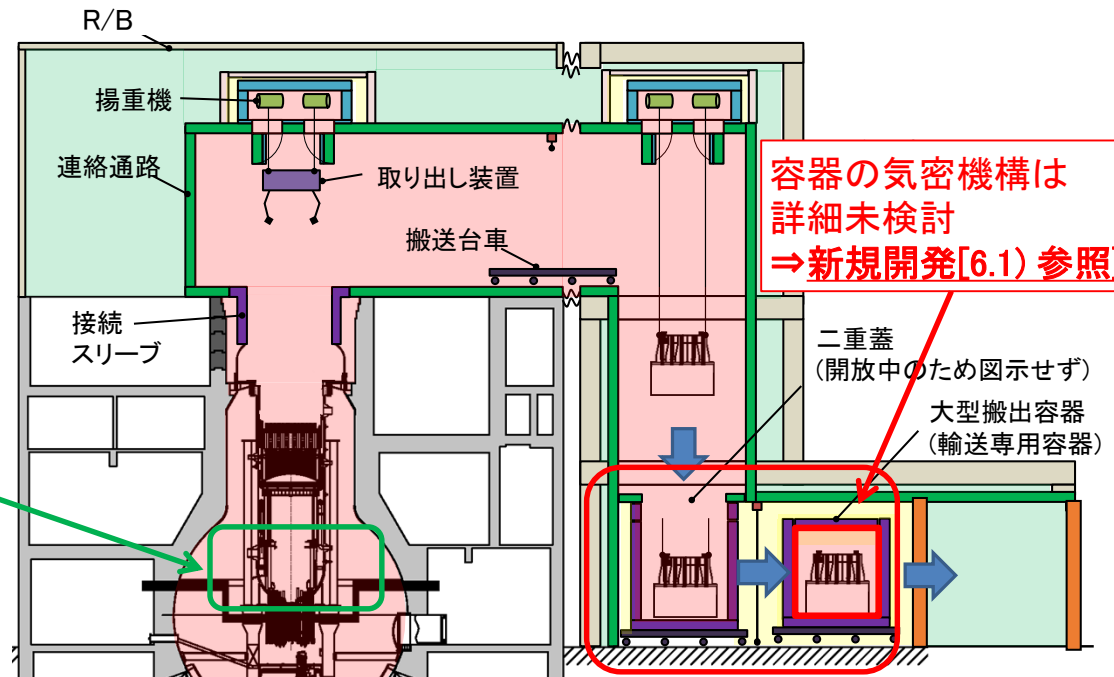 R/B
揚重機
連絡通路
取り出し装置
搬送台車
容器の気密機構は
詳細未検討
⇒新規開発[6.1) 参照]
接続
スリーブ
二重蓋
(開放中のため図示せず)
大型搬出容器
(輸送専用容器)